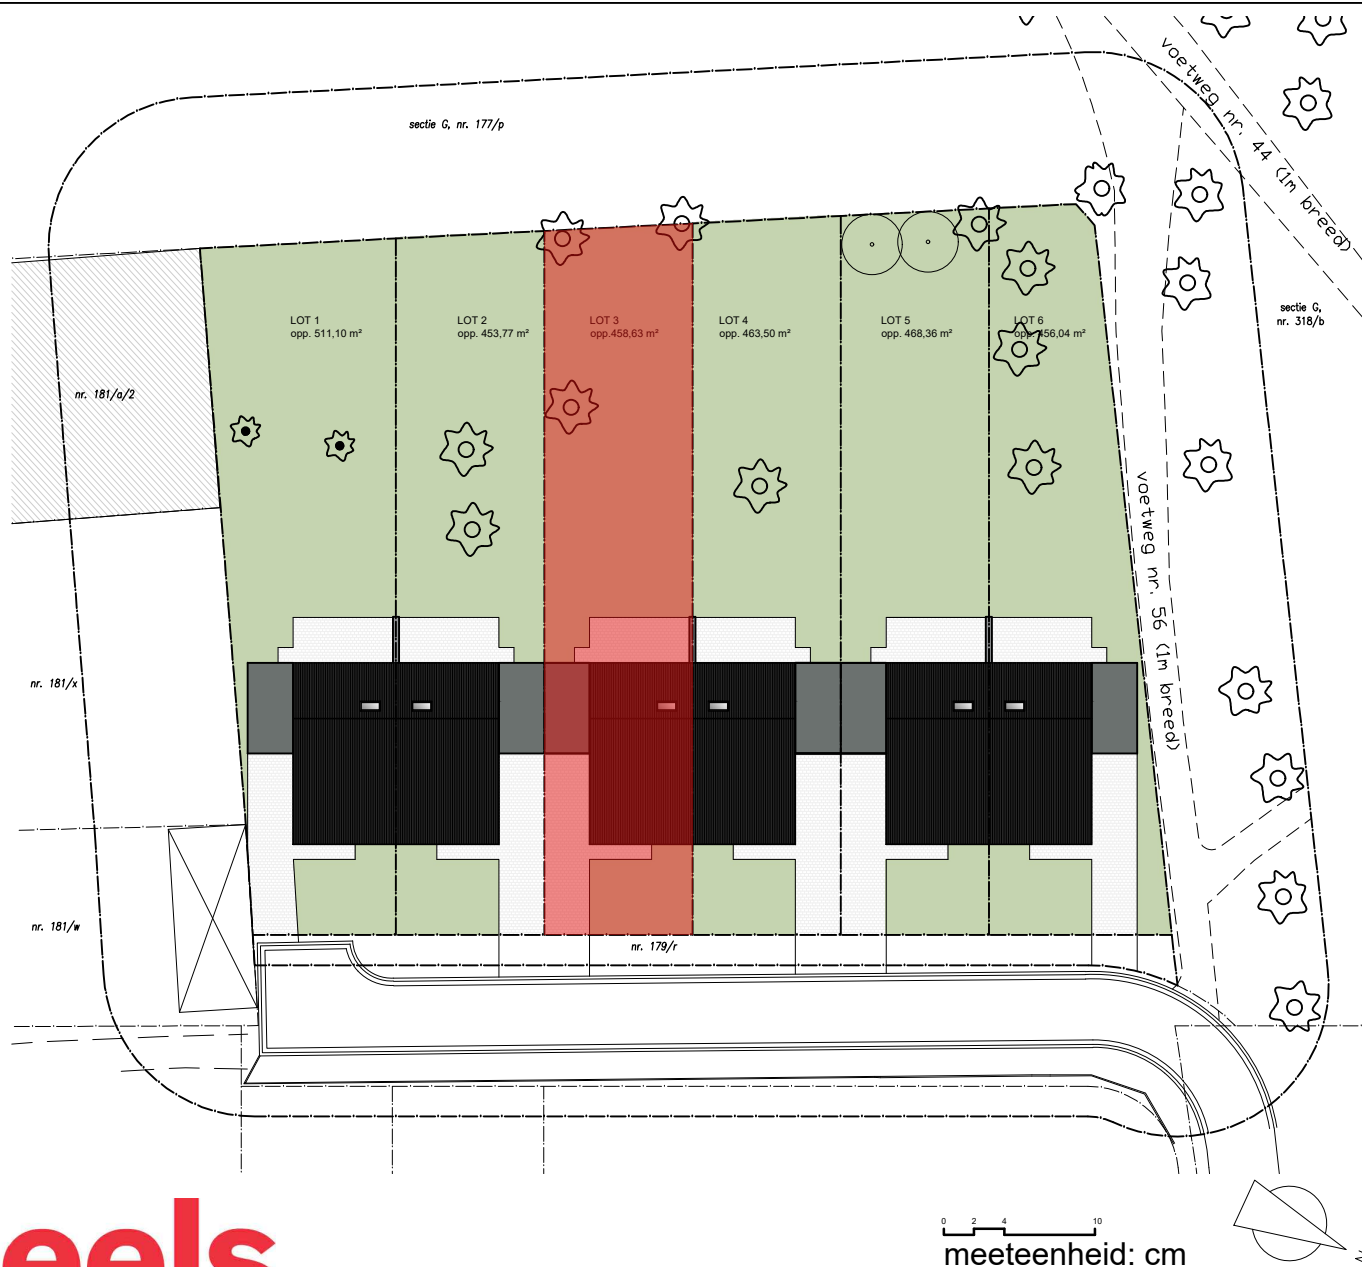 voetweg nr. 44 (1m breed)
sectie G, nr. 177/p
sectie G,
nr. 318/b
LOT 1
opp. 511,10 m²
LOT 2
opp. 453,77 m²
LOT 3
opp.458,63 m²
LOT 4
opp. 463,50 m²
LOT 5
opp. 468,36 m²
LOT 6
opp. 456,04 m²
nr. 181/a/2
voetweg nr. 56 (1m breed)
nr. 181/x
nr. 181/w
nr. 179/r
eels
0 2 4 10
meeteenheid: cm